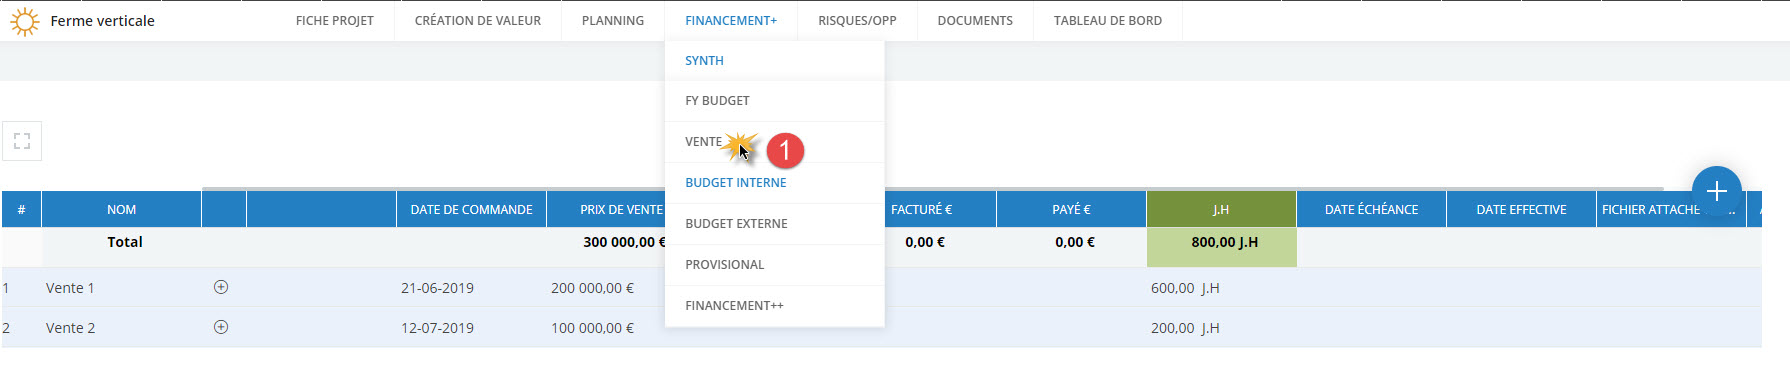 Ferme verticale FICHE PROJET CRÉATION DE VALEUR PLANNING FINANCEMENT+ RISQUES/OPP DOCUMENTS TABLEAU DE BORD
SYNTH
FY BUDGET
VENTE 1
BUDGET INTERNE
# NOM DATE DE COMMANDE PRIX DE VENTE FACTURÉ € PAYÉ € J.H DATE ÉCHÉANCE DATE EFFECTIVE FICHIER ATTACHE
BUDGET EXTERNE
Total 300 000,00 € 0,00 € 0,00 € 800,00 J.H
PROVISIONAL
1 Vente 1 21-06-2019 200 000,00 € 600,00 J.H
FINANCEMENT++
2 Vente 2 12-07-2019 100 000,00 € 200,00 J.H